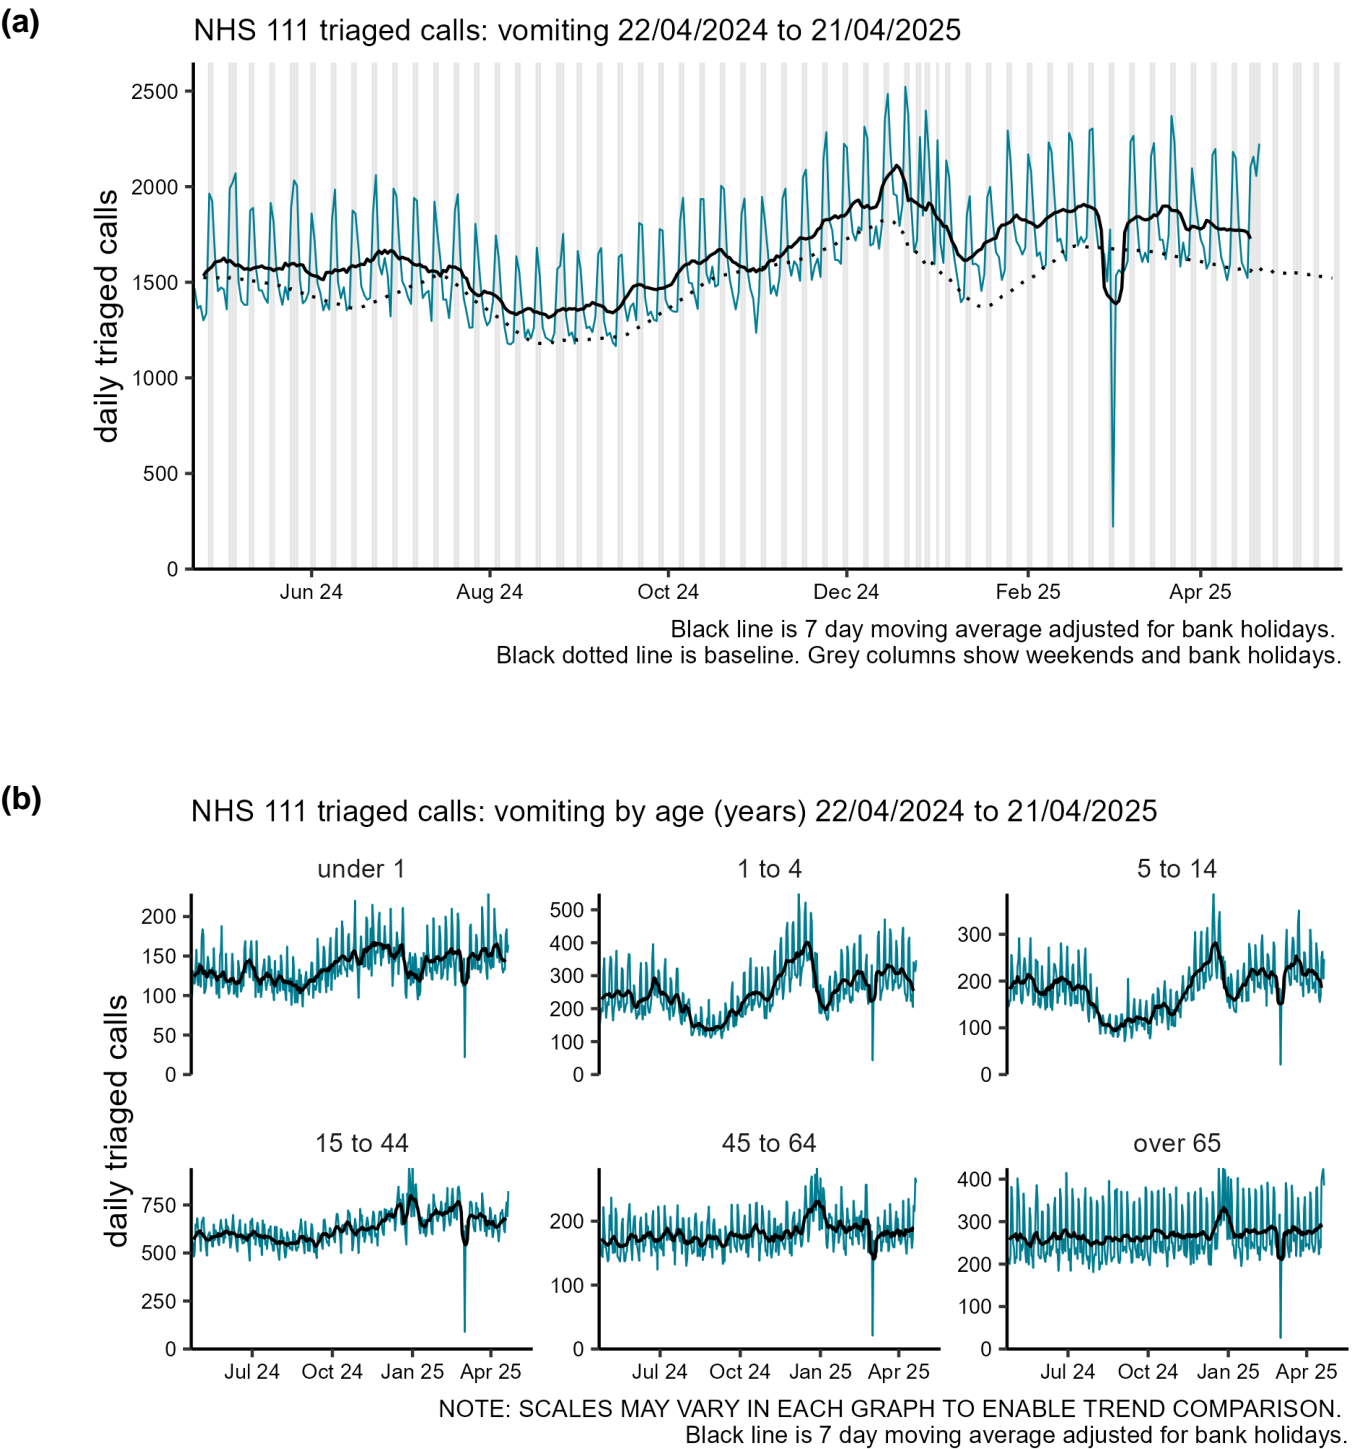 (a)
NHS 111 triaged calls: vomiting 22/04/2024 to 21/04/2025
daily triaged calls
2500
2000
1500
1000
500
0
Jun 24 Aug 24 Oct 24 Dec 24 Feb 25 Apr 25
Black line is 7 day moving average adjusted for bank holidays.
Black dotted line is baseline. Grey columns show weekends and bank holidays.
(b)
NHS 111 triaged calls: vomiting by age (years) 22/04/2024 to 21/04/2025
daily triaged calls
under 1
200
150
100
50
0
1 to 4
500
400
300
200
100
0
5 to 14
300
200
100
0
15 to 44
750
500
250
0
Jul 24 Oct 24 Jan 25 Apr 25
45 to 64
200
100
0
Jul 24 Oct 24 Jan 25 Apr 25
over 65
400
300
200
100
0
Jul 24 Oct 24 Jan 25 Apr 25
NOTE: SCALES MAY VARY IN EACH GRAPH TO ENABLE TREND COMPARISON.
Black line is 7 day moving average adjusted for bank holidays.